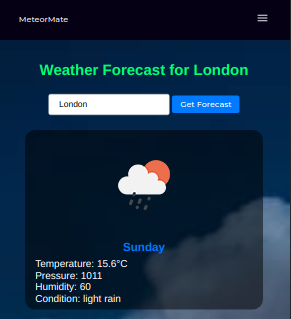 MeteorMate
Weather Forecast for London
London
Get Forecast
Sunday
Temperature: 15.6°C
Pressure: 1011
Humidity: 60
Condition: light rain